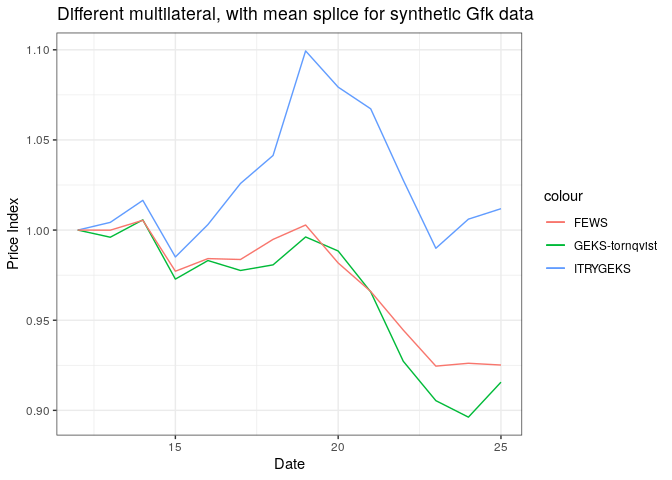 Different multilateral, with mean splice for synthetic Gfk data
1.10
1.05
1.00
0.95
0.90
Price Index
15
20
25
Date
colour
FEWS
GEKS-tornqvist
ITRYGEKS